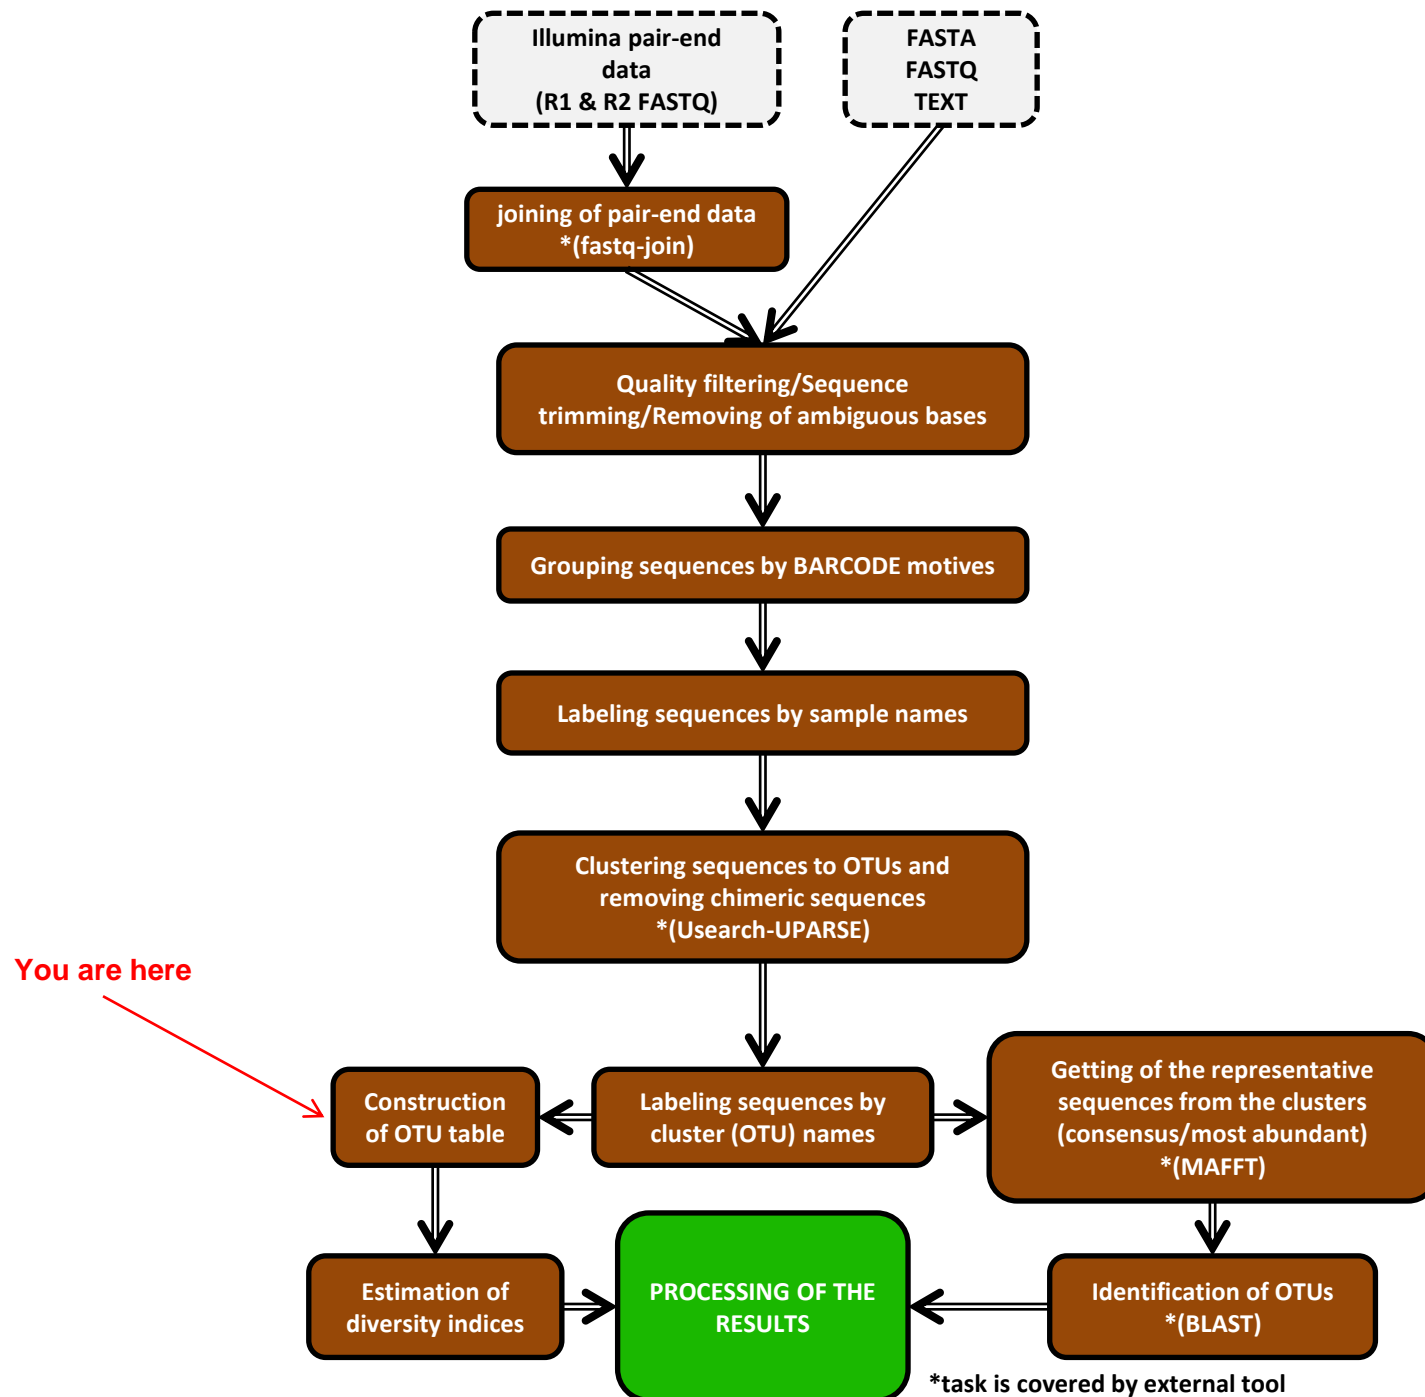 Illumina pair-end
data
(R1 & R2 FASTQ)
FASTA
FASTQ
TEXT
joining of pair-end data
*(fastq-join)
Quality filtering/Sequence
trimming/Removing of ambiguous bases
Grouping sequences by BARCODE motives
Labeling sequences by sample names
Clustering sequences to OTUs and
removing chimeric sequences
*(Usearch-UPARSE)
You are here
Construction
of OTU table
Labeling sequences by
cluster (OTU) names
Getting of the representative
sequences from the clusters
(consensus/most abundant)
*(MAFFT)
Estimation of
diversity indices
PROCESSING OF THE
RESULTS
Identification of OTUs
*(BLAST)
*task is covered by external tool